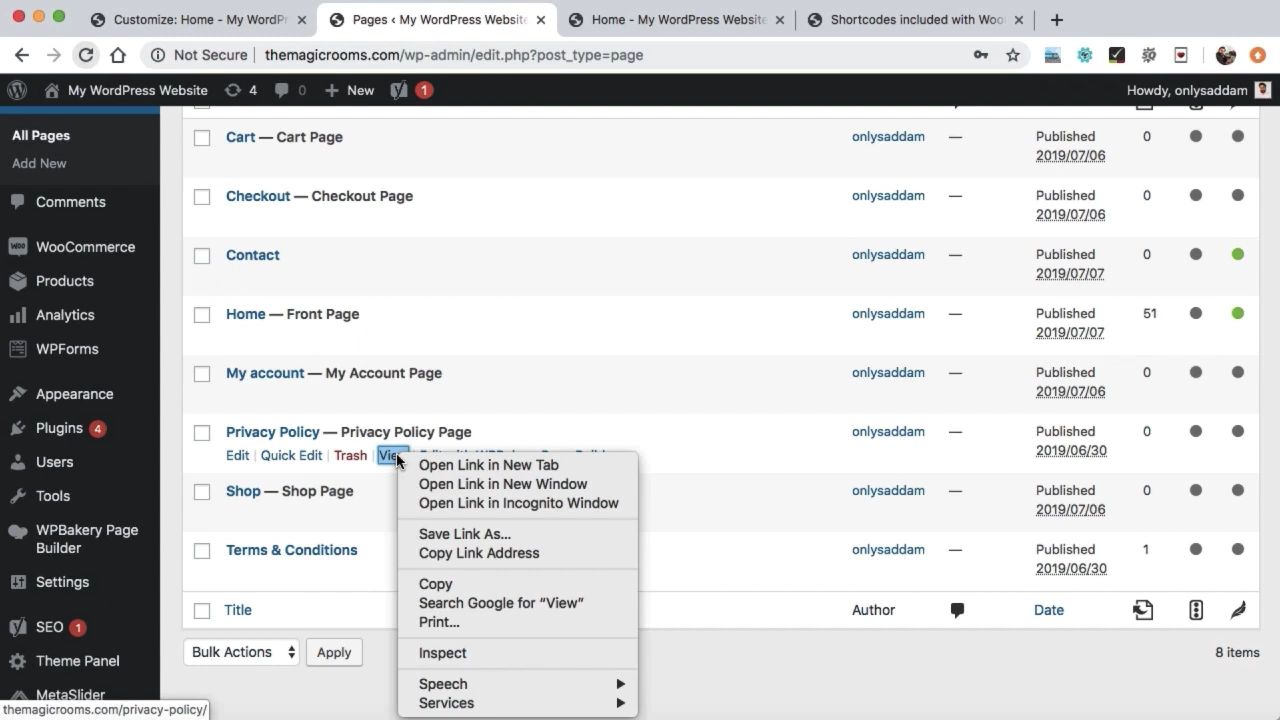 Customize: Home - My WordPr
Pages ‹ My WordPress Website
Home - My WordPress Website
Shortcodes included with Woo
Not Secure | themagicrooms.com/wp-admin/edit.php?post_type=page
My WordPress Website 4 0 New 1 Howdy, onlysaddam
All Pages
Add New
Comments
WooCommerce
Products
Analytics
WPForms
Appearance
Plugins 4
Users
Tools
WPBakery Page
Builder
Settings
SEO 1
Theme Panel
MetaSlider
Cart — Cart Page onlysaddam — Published 0
2019/07/06
Checkout — Checkout Page onlysaddam — Published 0
2019/07/06
Contact onlysaddam — Published 0
2019/07/07
Home — Front Page onlysaddam — Published 51
2019/07/07
My account — My Account Page onlysaddam — Published 0
2019/07/06
Privacy Policy — Privacy Policy Page onlysaddam — Published 0
2019/06/30
Edit | Quick Edit | Trash |
Shop — Shop Page onlysaddam — Published 0
2019/07/06
Terms & Conditions onlysaddam — Published 1
2019/06/30
Title Author Date
Bulk Actions Apply 8 items
Open Link in New Tab
Open Link in New Window
Open Link in Incognito Window
Save Link As...
Copy Link Address
Copy
Search Google for “View”
Print...
Inspect
Speech
Services
themagicrooms.com/privacy-policy/